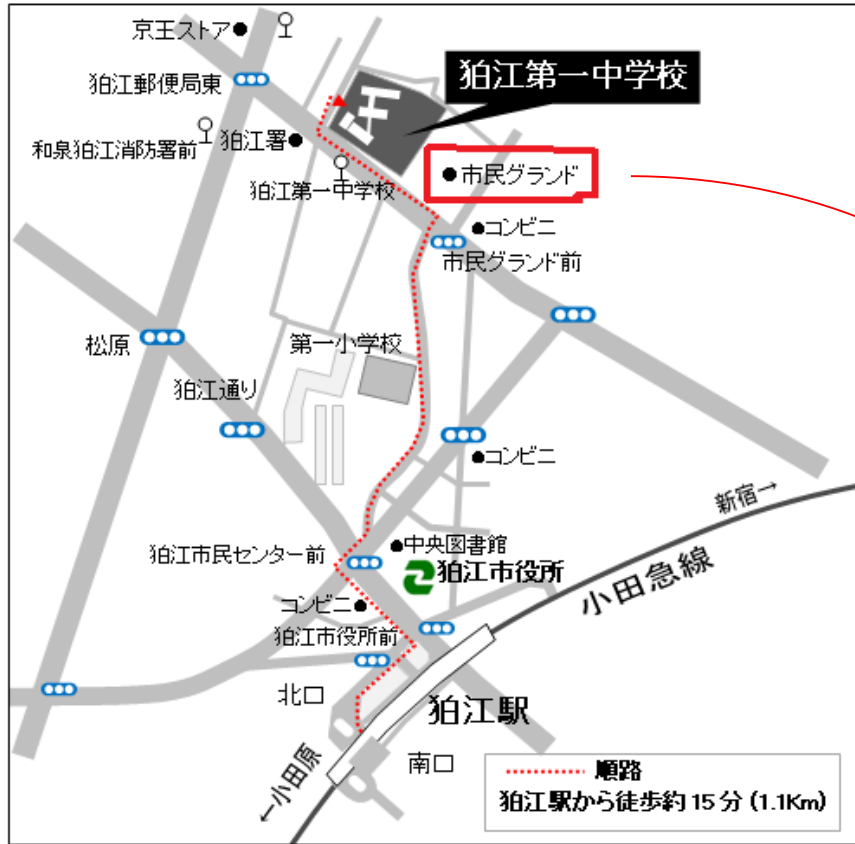 京王ストア
狛江郵便局東
狛江第一中学校
和泉狛江消防署前
狛江署
狛江第一中学校
市民グランド
コンビニ
市民グランド前
松原
第一小学校
狛江通り
コンビニ
新宿→
狛江市民センター前
中央図書館
狛江市役所
小田急線
コンビニ
狛江市役所前
北口
狛江駅
南口
←小田原
順路
狛江駅から徒歩約15分(1.1Km)